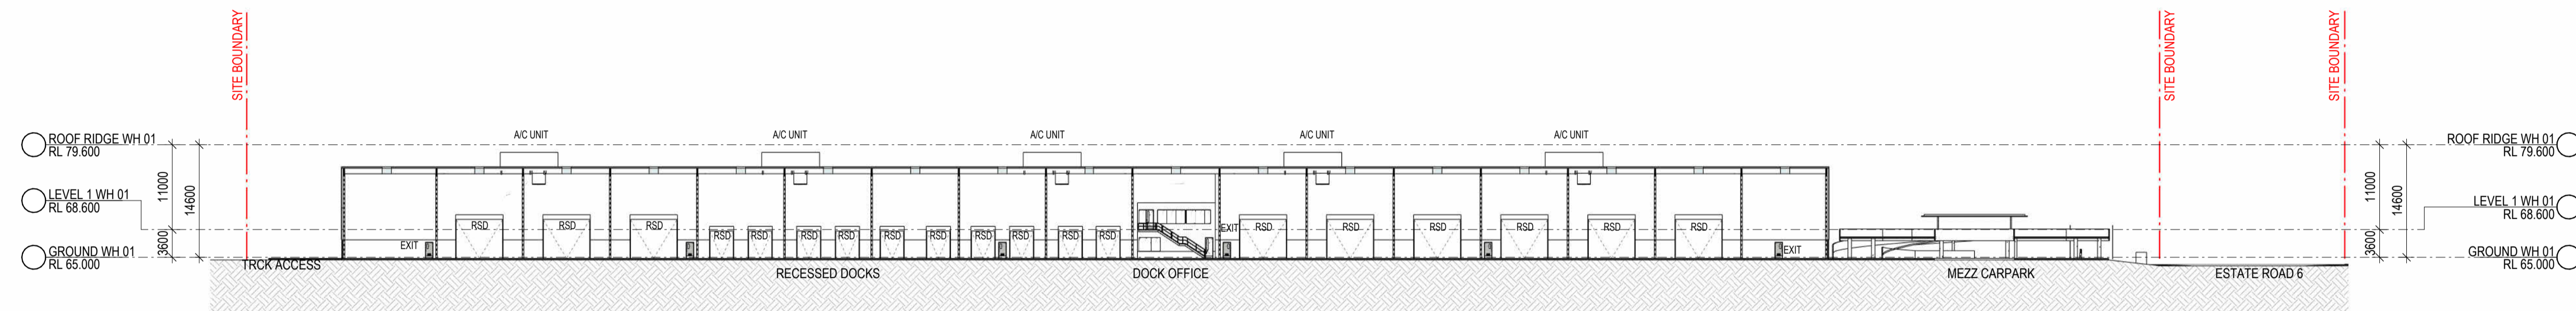 SITE BOUNDARY
SITE BOUNDARY
SITE BOUNDARY
ROOF RIDGE WH 01
RL 79.600
LEVEL 1 WH 01
RL 68.600
GROUND WH 01
RL 65.000
11000
3600
14600
A/C UNIT
A/C UNIT
A/C UNIT
A/C UNIT
A/C UNIT
EXIT
RSD
RSD
RSD
RSD
RSD
RSD
RSD
RSD
RSD
RSD
RSD
RSD
RSD
EXIT
RSD
RSD
RSD
RSD
RSD
RSD
EXIT
TRCK ACCESS
RECESSED DOCKS
DOCK OFFICE
MEZZ CARPARK
ESTATE ROAD 6
11000
3600
14600
ROOF RIDGE WH 01
RL 79.600
LEVEL 1 WH 01
RL 68.600
GROUND WH 01
RL 65.000